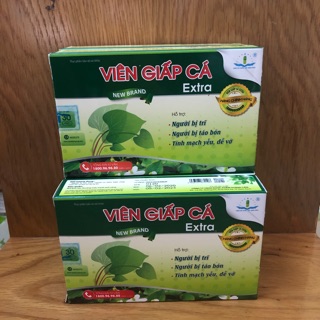 VIÊN GIẤP CÁ
Extra
NEW BRAND
Hỗ trợ
- Người bị trĩ
- Người bị táo bón
- Tĩnh mạch yếu, dễ vỡ
VIÊN GIẤP CÁ
Extra
NEW BRAND
Hỗ trợ
- Người bị trĩ
- Người bị táo bón
- Tĩnh mạch yếu, dễ vỡ